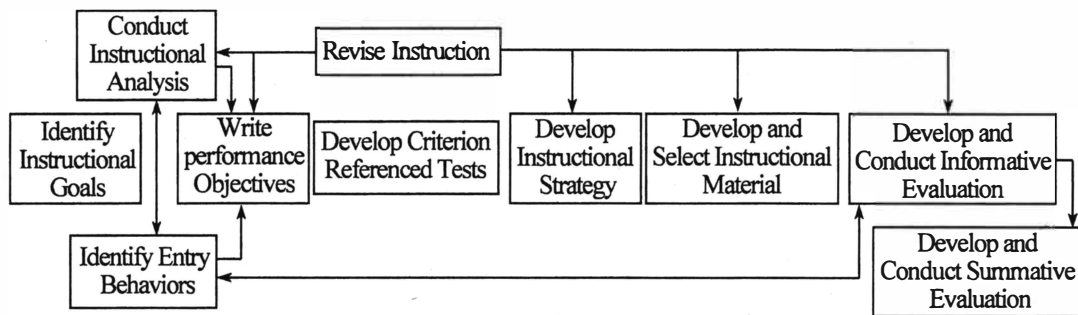 Conduct
Instructional
Analysis
Revise Instruction
Identify
Instructional
Goals
Write
performance
Objectives
Develop Criterion
Referenced Tests
Develop
Instructional
Strategy
Develop and
Select Instructional
Material
Develop and
Conduct Informative
Evaluation
Identify Entry
Behaviors
Develop and
Conduct Summative
Evaluation